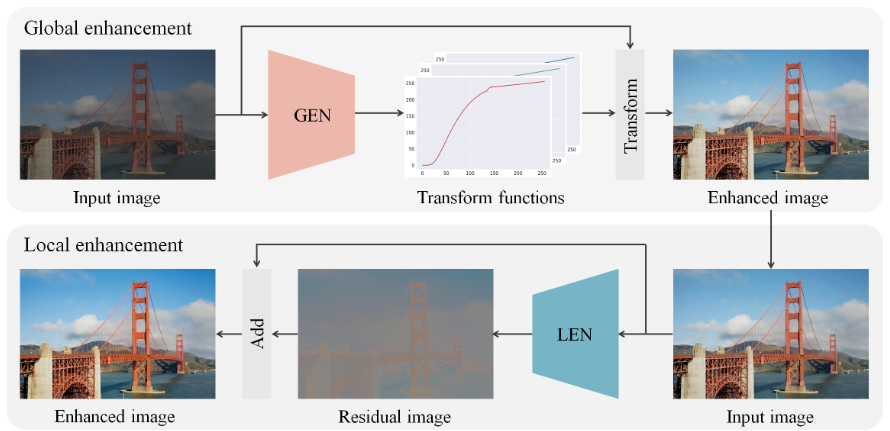 Global enhancement
GEN
250
250
250
250
250
200
150
100
50
0
0 50 100 150 200 250
Transform
Input image
Transform functions
Enhanced image
Local enhancement
Add
LEN
Enhanced image
Residual image
Input image